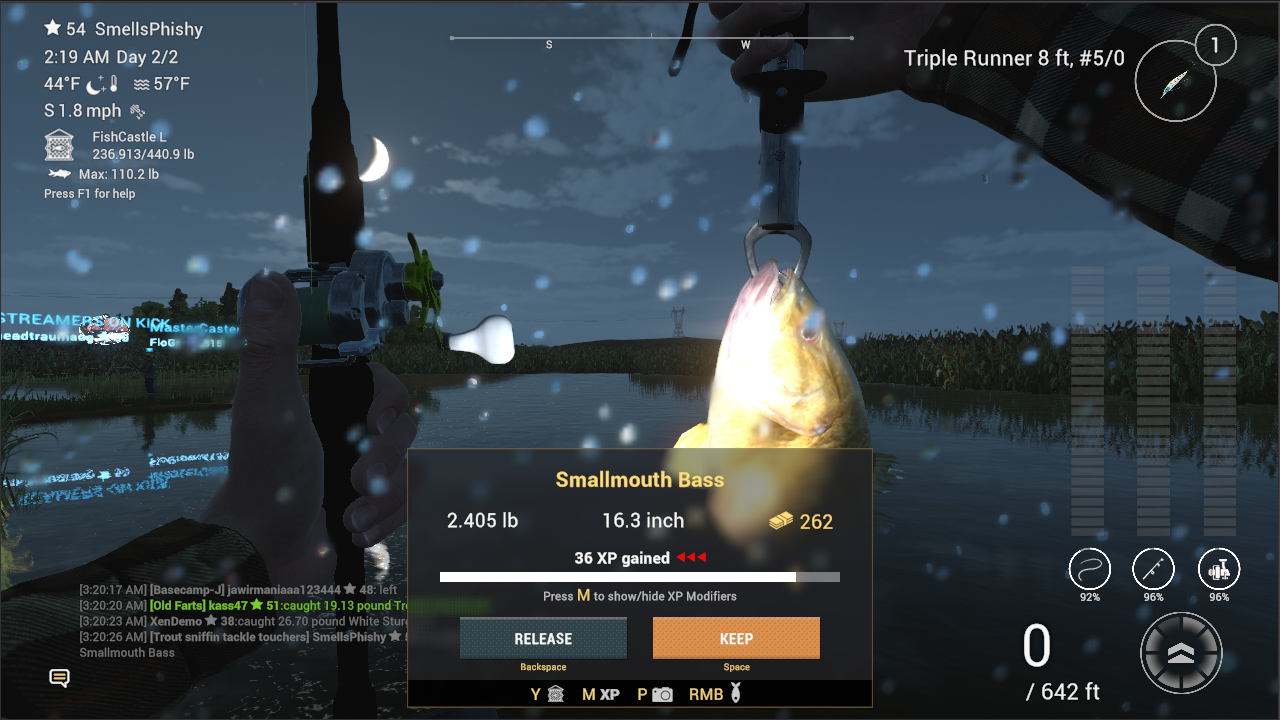 54 SmellsPhishy
2:19 AM Day 2/2
44°F 57°F
S 1.8 mph
FishCastle L
236.913/440.9 lb
Max: 110.2 lb
Press F1 for help
S W
Triple Runner 8 ft, #5/0
1
STREAMERS ON KICK
MasterCaster
FloG
Smallmouth Bass
2.405 lb 16.3 inch 262
36 XP gained
Press M to show/hide XP Modifiers
RELEASE KEEP
Backspace Space
Y M XP P RMB
[3:20:17 AM] [Basecamp-J] jawirmaniaaa123444 48: left
[3:20:20 AM] [Old Farts] kass47 51:caught 19.13 pound Tr
[3:20:23 AM] XenDemo 38:caught 26.70 pound White Stur
[3:20:26 AM] [Trout sniffin tackle touchers] SmellsPhishy
Smallmouth Bass
92% 96% 96%
0
/ 642 ft